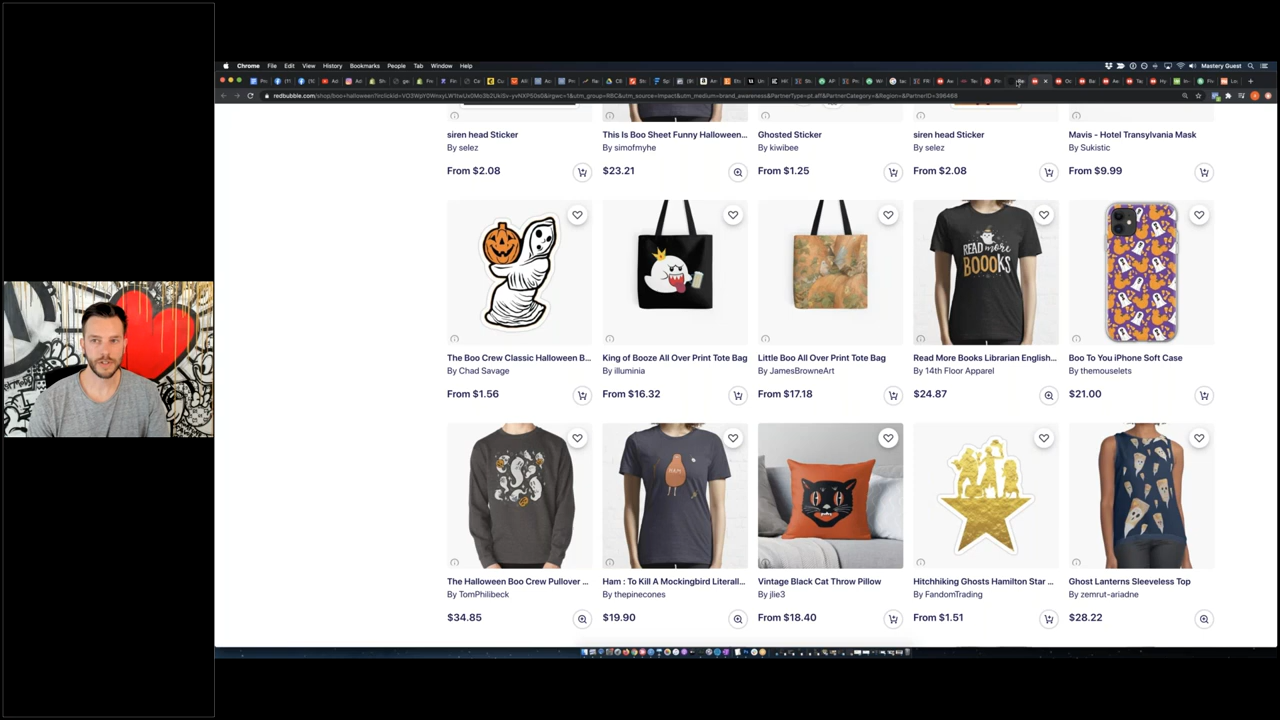 Chrome File Edit View History Bookmarks People Tab Window Help
Mastery Guest
siren head Sticker
This Is Boo Sheet Funny Halloween...
Ghosted Sticker
siren head Sticker
Mavis - Hotel Transylvania Mask
By selez
By simofmyhe
By kiwibee
By selez
By Sukistic
From $2.08
$23.21
From $1.25
From $2.08
From $9.99
READ more
BOOOKS
The Boo Crew Classic Halloween B...
King of Booze All Over Print Tote Bag
Little Boo All Over Print Tote Bag
Read More Books Librarian English...
Boo To You iPhone Soft Case
By Chad Savage
By illuminia
By JamesBrowneArt
By 14th Floor Apparel
By themouselets
From $1.56
From $16.32
From $17.18
$24.87
$21.00
HAM
The Halloween Boo Crew Pullover ...
Ham : To Kill A Mockingbird Literall...
Vintage Black Cat Throw Pillow
Hitchhiking Ghosts Hamilton Star ...
Ghost Lanterns Sleeveless Top
By TomPhilibeck
By thepinecones
By jlie3
By FandomTrading
By zemrut-ariadne
$34.85
$19.90
From $18.40
From $1.51
$28.22